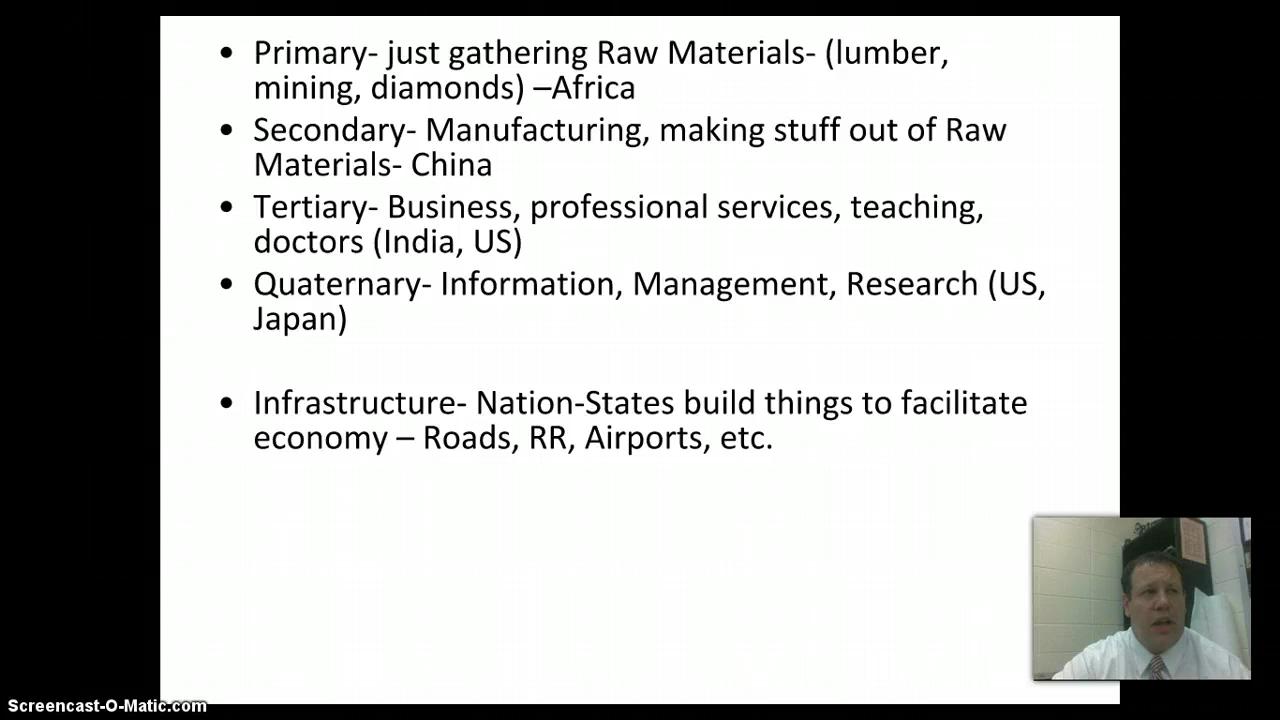 • Primary- just gathering Raw Materials- (lumber,
mining, diamonds) –Africa
• Secondary- Manufacturing, making stuff out of Raw
Materials- China
• Tertiary- Business, professional services, teaching,
doctors (India, US)
• Quaternary- Information, Management, Research (US,
Japan)
• Infrastructure- Nation-States build things to facilitate
economy – Roads, RR, Airports, etc.
Screencast-O-Matic.com